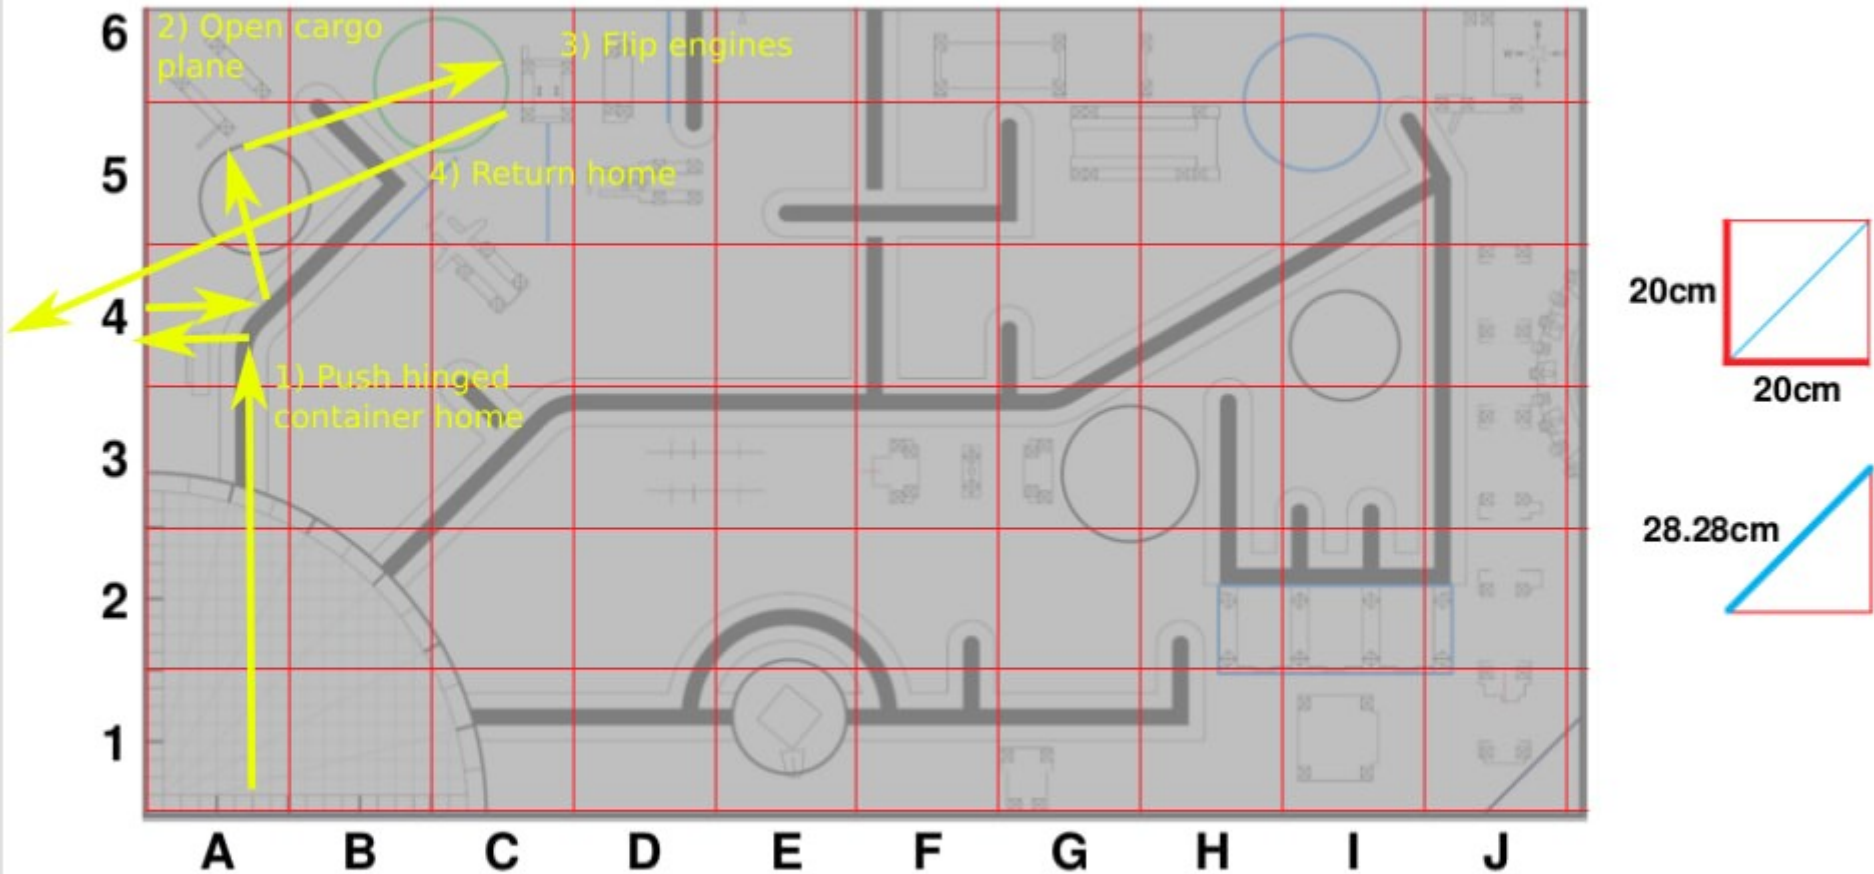 2) Open cargo
plane
3) Flip engines
4) Return home
1) Push hinged
container home
6
5
4
3
2
1
A B C D E F G H I J
20cm
20cm
28.28cm